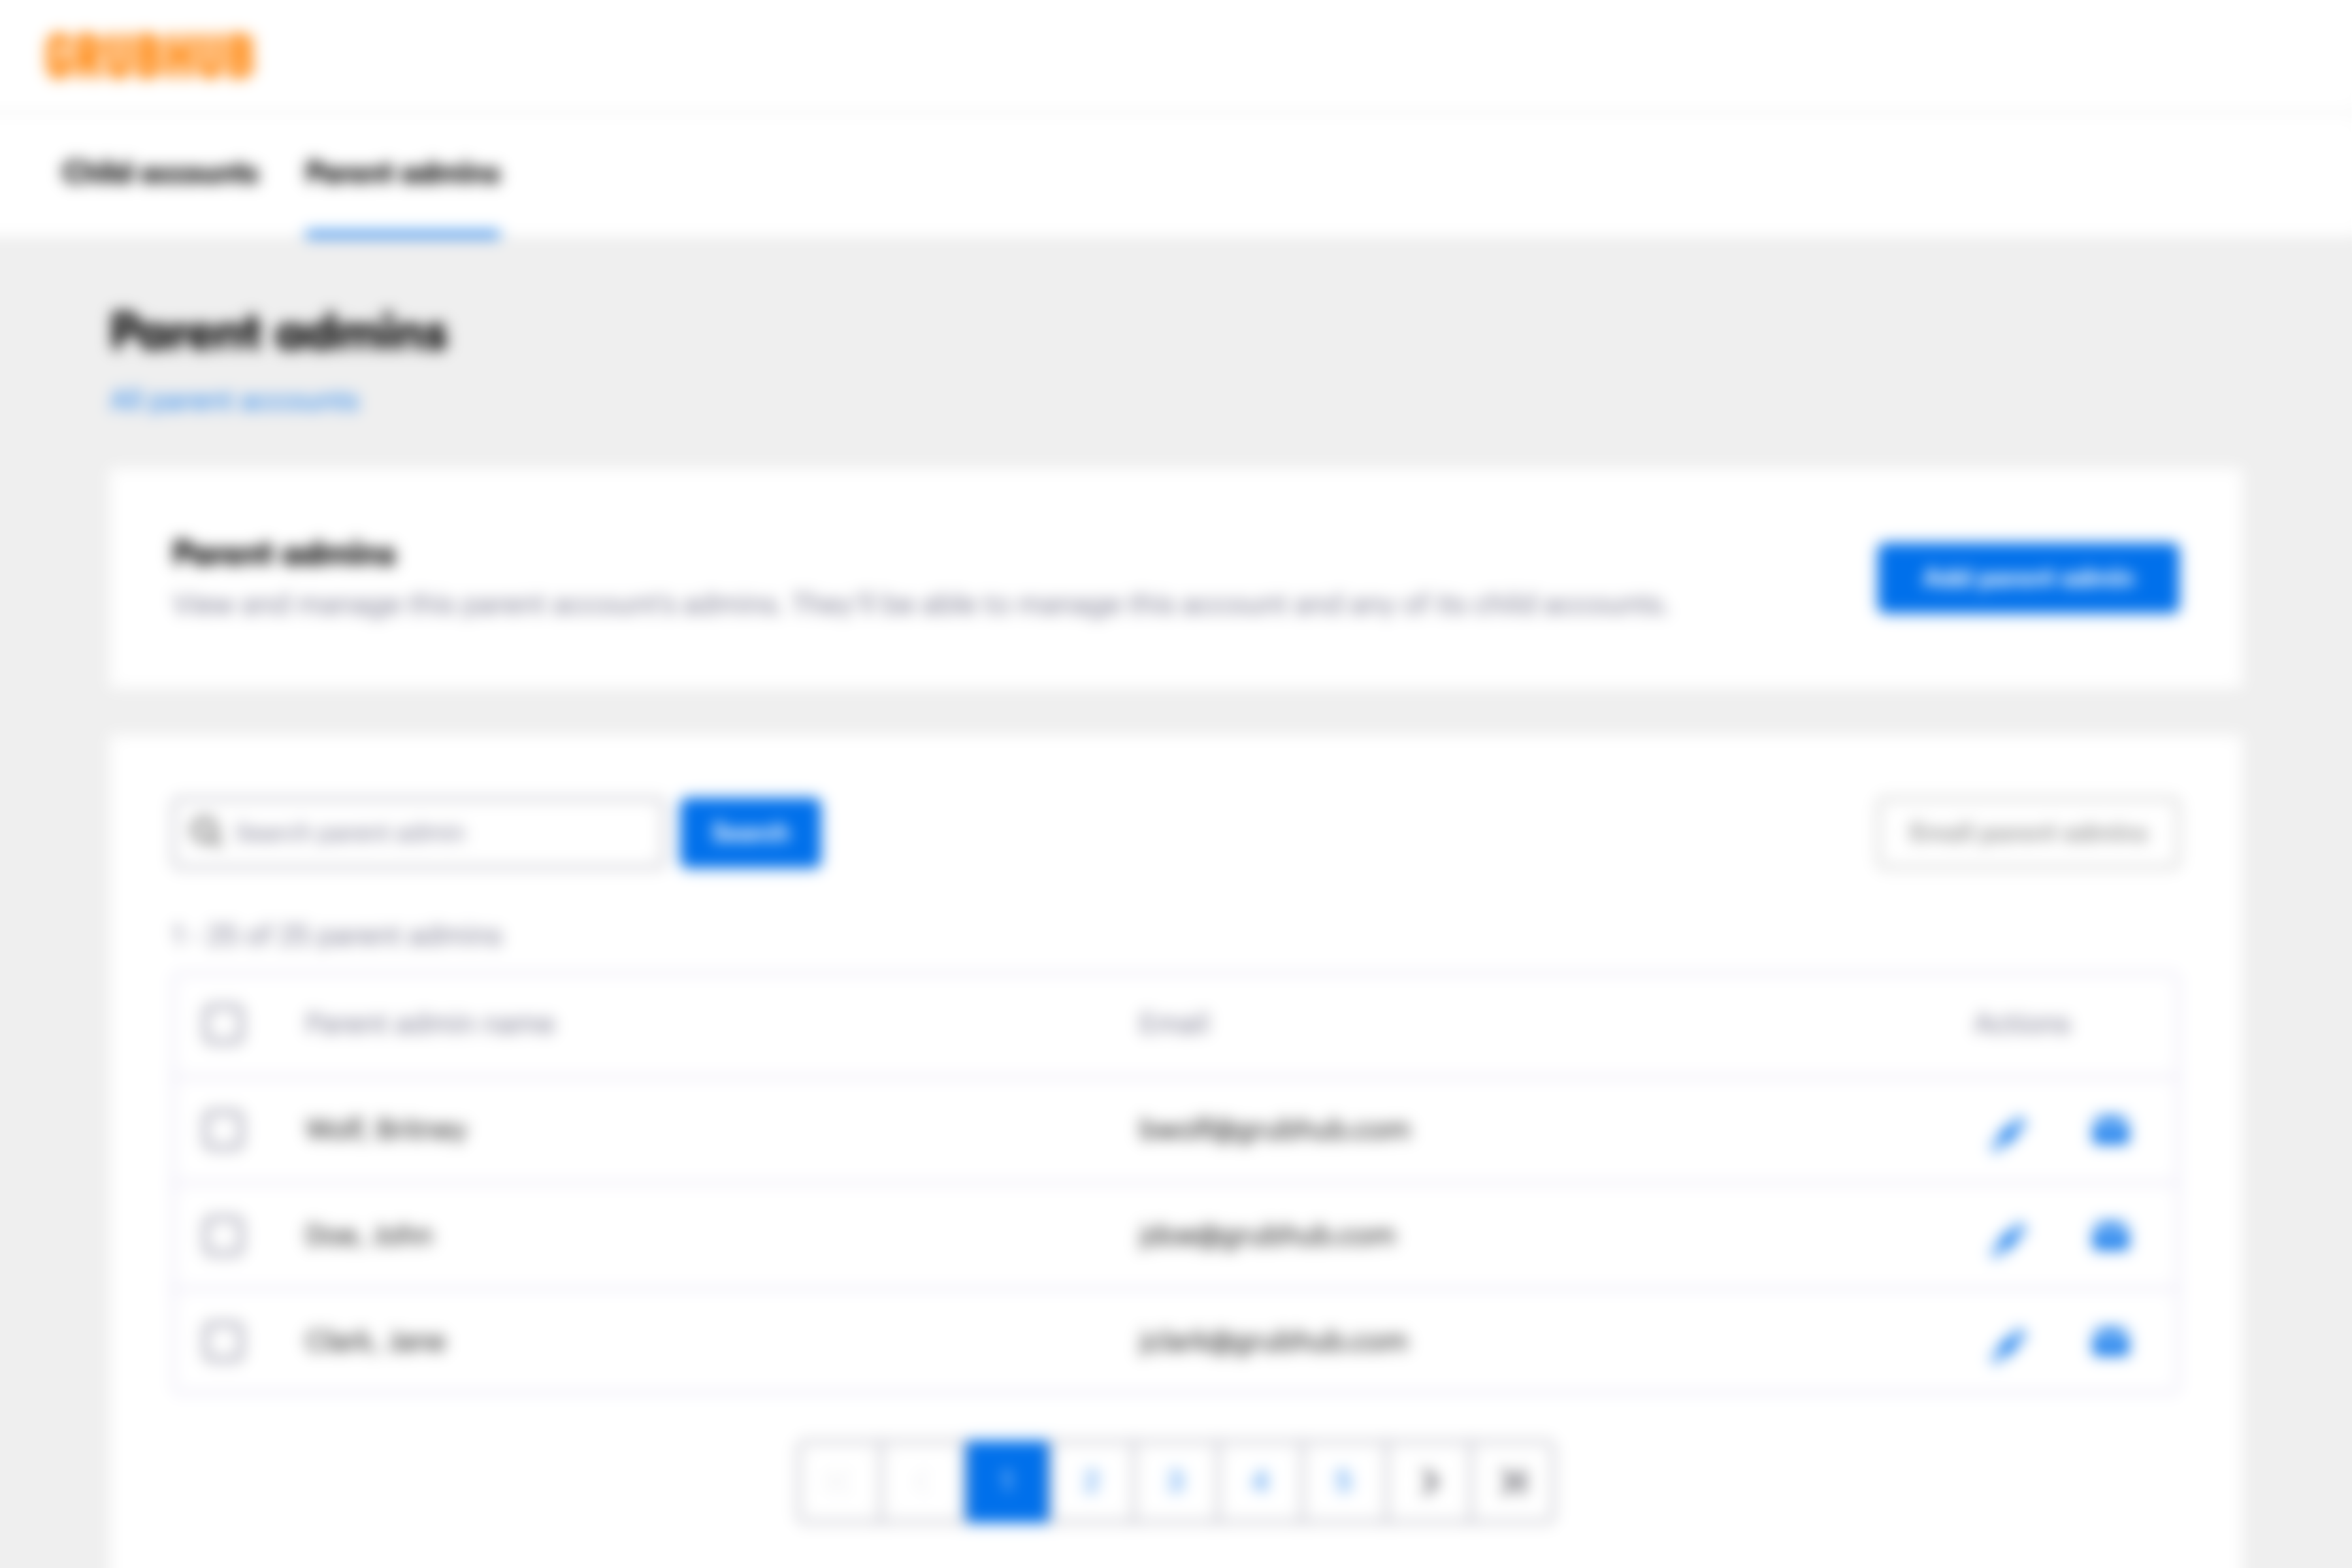 GRUBHUB
Child accounts Parent admins
Parent admins
All parent accounts
Parent admins
View and manage this parent account's admins. They'll be able to manage this account and any of its child accounts.
Add parent admin
Search parent admin
Search
Email parent admins
1 - 25 of 25 parent admins
Parent admin name Email Actions
Wolf, Britney bwolf@grubhub.com
Doe, John jdoe@grubhub.com
Clark, Jane jclark@grubhub.com
1 2 3 4 5